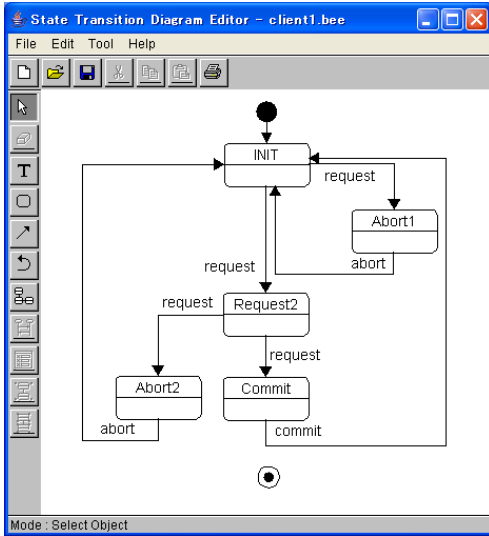 State Transition Diagram Editor - client1.bee
File Edit Tool Help
T
INIT
request
Abort1
abort
request
request
Request2
request
Abort2
Commit
abort
commit
Mode : Select Object